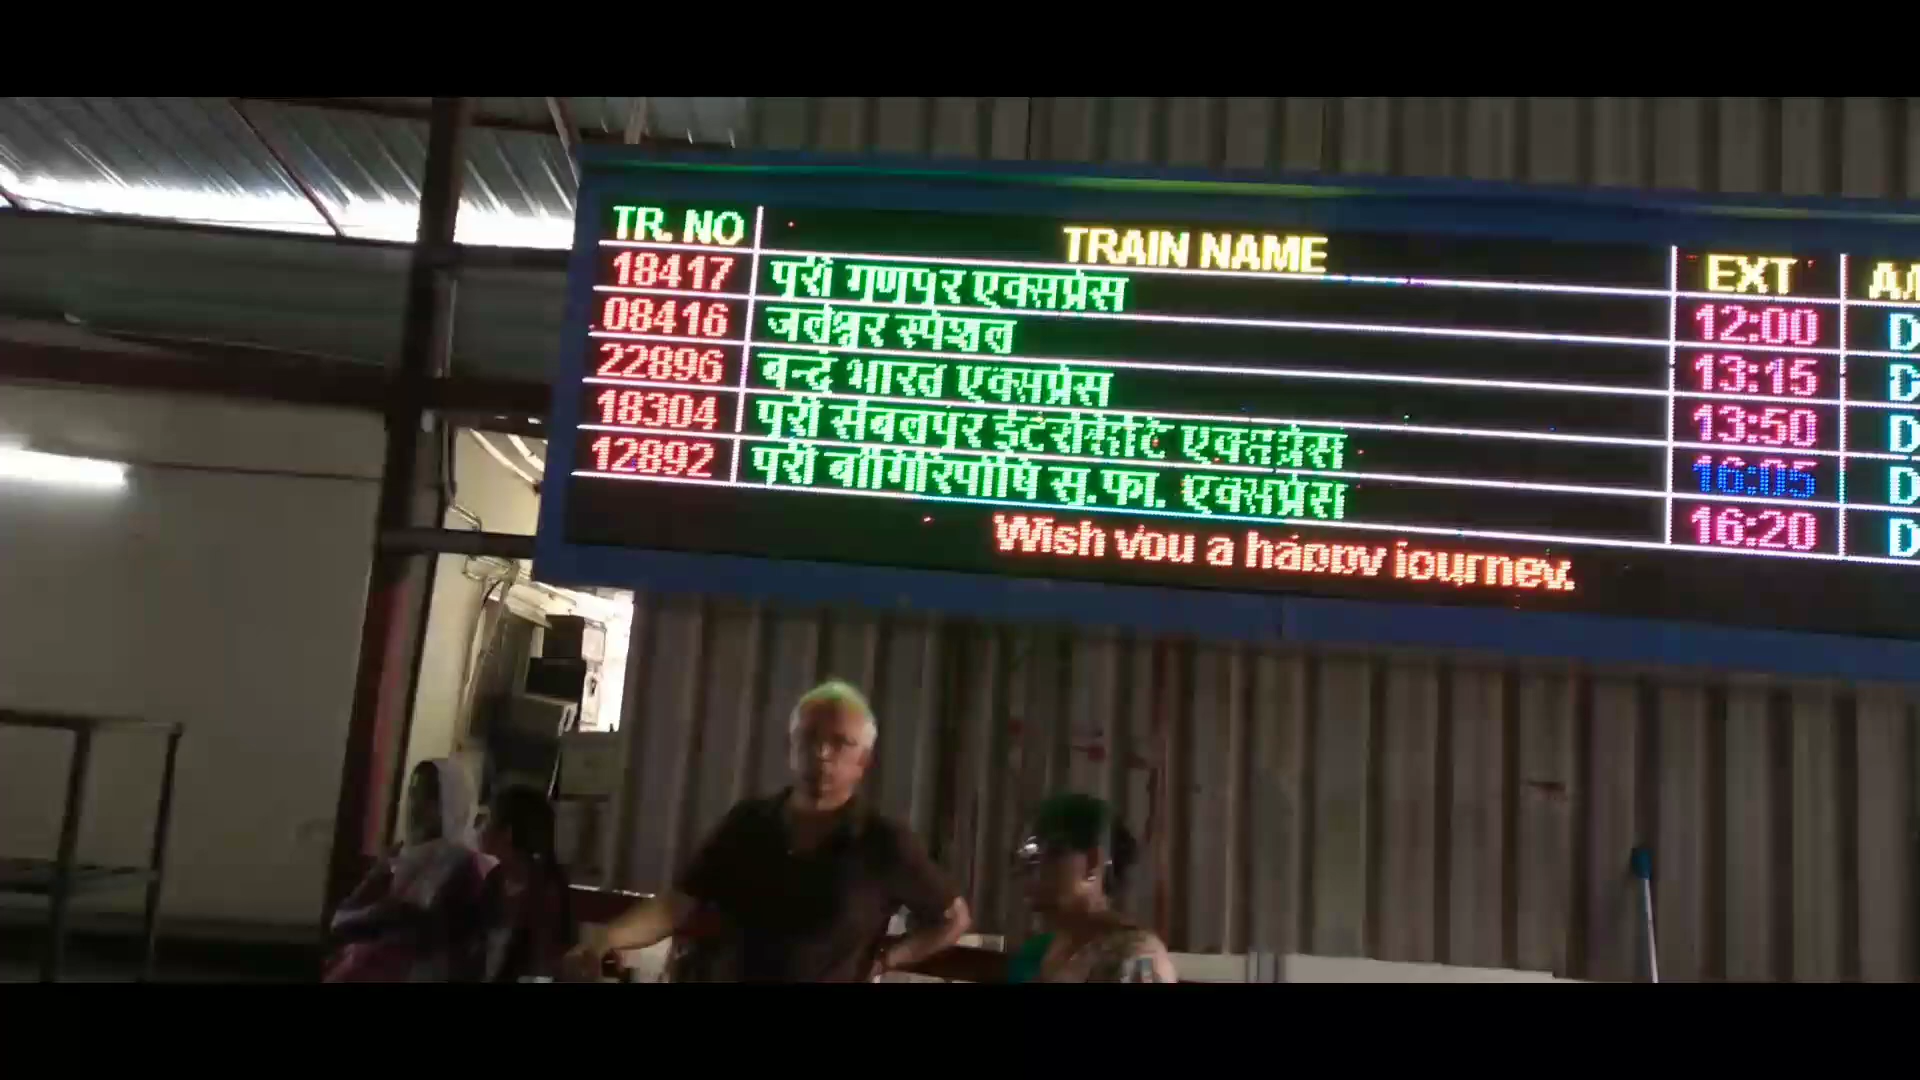 TR. NO TRAIN NAME EXT A/
18417 पुरी गुणुपुर एक्सप्रेस 12:00 D
08416 जलेश्वर स्पेशल 13:15 D
22896 वन्दे भारत एक्सप्रेस 13:50 D
18304 पुरी संबलपुर इंटरसिटि एक्सप्रेस 16:05 D
12892 पुरी बांगिरिपोषि सु.फा. एक्सप्रेस 16:20 D
Wish you a happy journey.